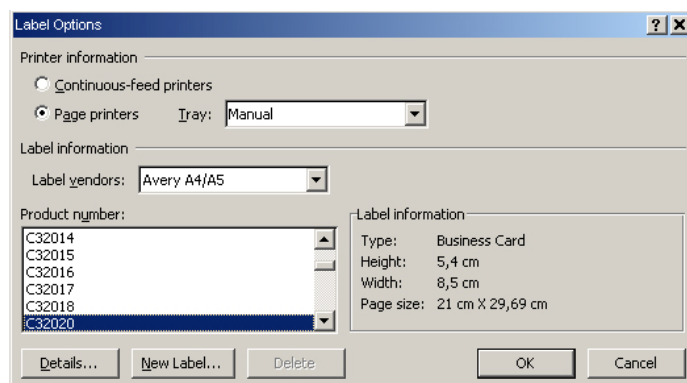 Label Options
Printer information
Continuous-feed printers
Page printers Tray: Manual
Label information
Label vendors: Avery A4/A5
Product number:
C32014
C32015
C32016
C32017
C32018
C32020
Label information
Type: Business Card
Height: 5,4 cm
Width: 8,5 cm
Page size: 21 cm X 29,69 cm
Details... New Label... Delete OK Cancel